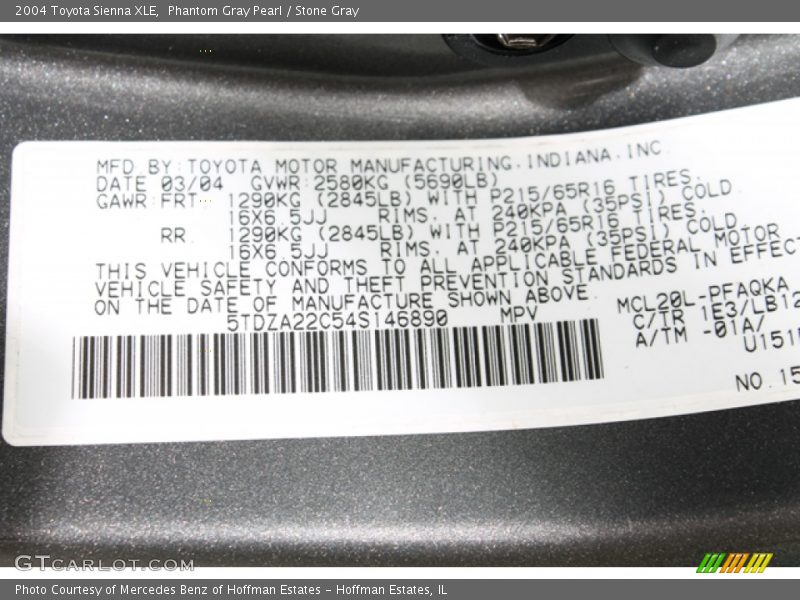 2004 Toyota Sienna XLE,  Phantom Gray Pearl / Stone Gray
MFD.BY:TOYOTA MOTOR MANUFACTURING.INDIANA.INC.
DATE 03/04  GVWR:2580KG (5690LB)
GAWR:FRT. 1290KG (2845LB) WITH P215/65R16 TIRES.
16X6.5JJ RIMS. AT 240KPA (35PSI) COLD.
RR. 1290KG (2845LB) WITH P215/65R16 TIRES.
16X6.5JJ RIMS. AT 240KPA (35PSI) COLD.
THIS VEHICLE CONFORMS TO ALL APPLICABLE FEDERAL MOTOR
VEHICLE SAFETY AND THEFT PREVENTION STANDARDS IN EFFECT
ON THE DATE OF MANUFACTURE SHOWN ABOVE.
5TDZA22C54S146890 MPV
MCL20L-PFAQKA
C/TR 1E3/LB12
A/TM -01A/
U151
NO.15
GTcarlot.com
Photo Courtesy of Mercedes Benz of Hoffman Estates - Hoffman Estates, IL